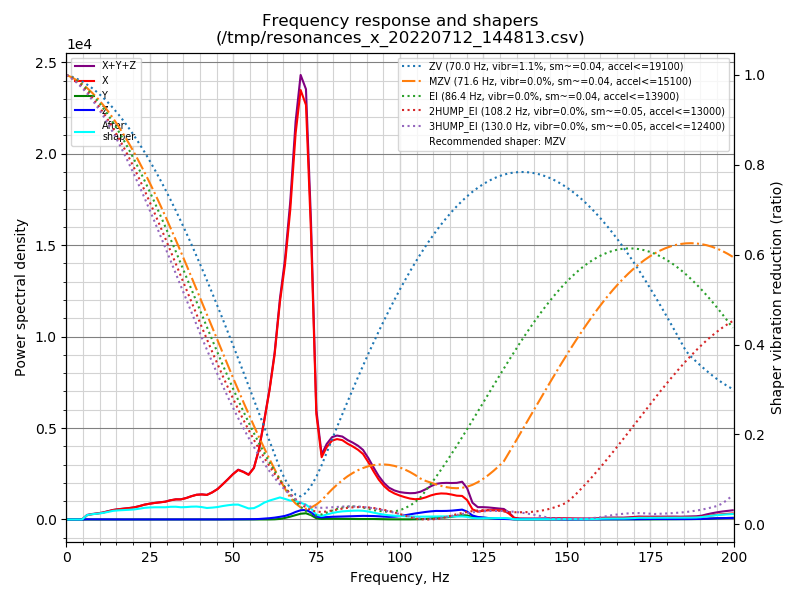 Frequency response and shapers
(/tmp/resonances_x_20220712_144813.csv)
1e4
X+Y+Z
X
Y
Z
After
shaper
ZV (70.0 Hz, vibr=1.1%, sm~=0.04, accel<=19100)
MZV (71.6 Hz, vibr=0.0%, sm~=0.04, accel<=15100)
EI (86.4 Hz, vibr=0.0%, sm~=0.04, accel<=13900)
2HUMP_EI (108.2 Hz, vibr=0.0%, sm~=0.05, accel<=13000)
3HUMP_EI (130.0 Hz, vibr=0.0%, sm~=0.05, accel<=12400)
Recommended shaper: MZV
Power spectral density
2.5
2.0
1.5
1.0
0.5
0.0
Shaper vibration reduction (ratio)
1.0
0.8
0.6
0.4
0.2
0.0
0 25 50 75 100 125 150 175 200
Frequency, Hz